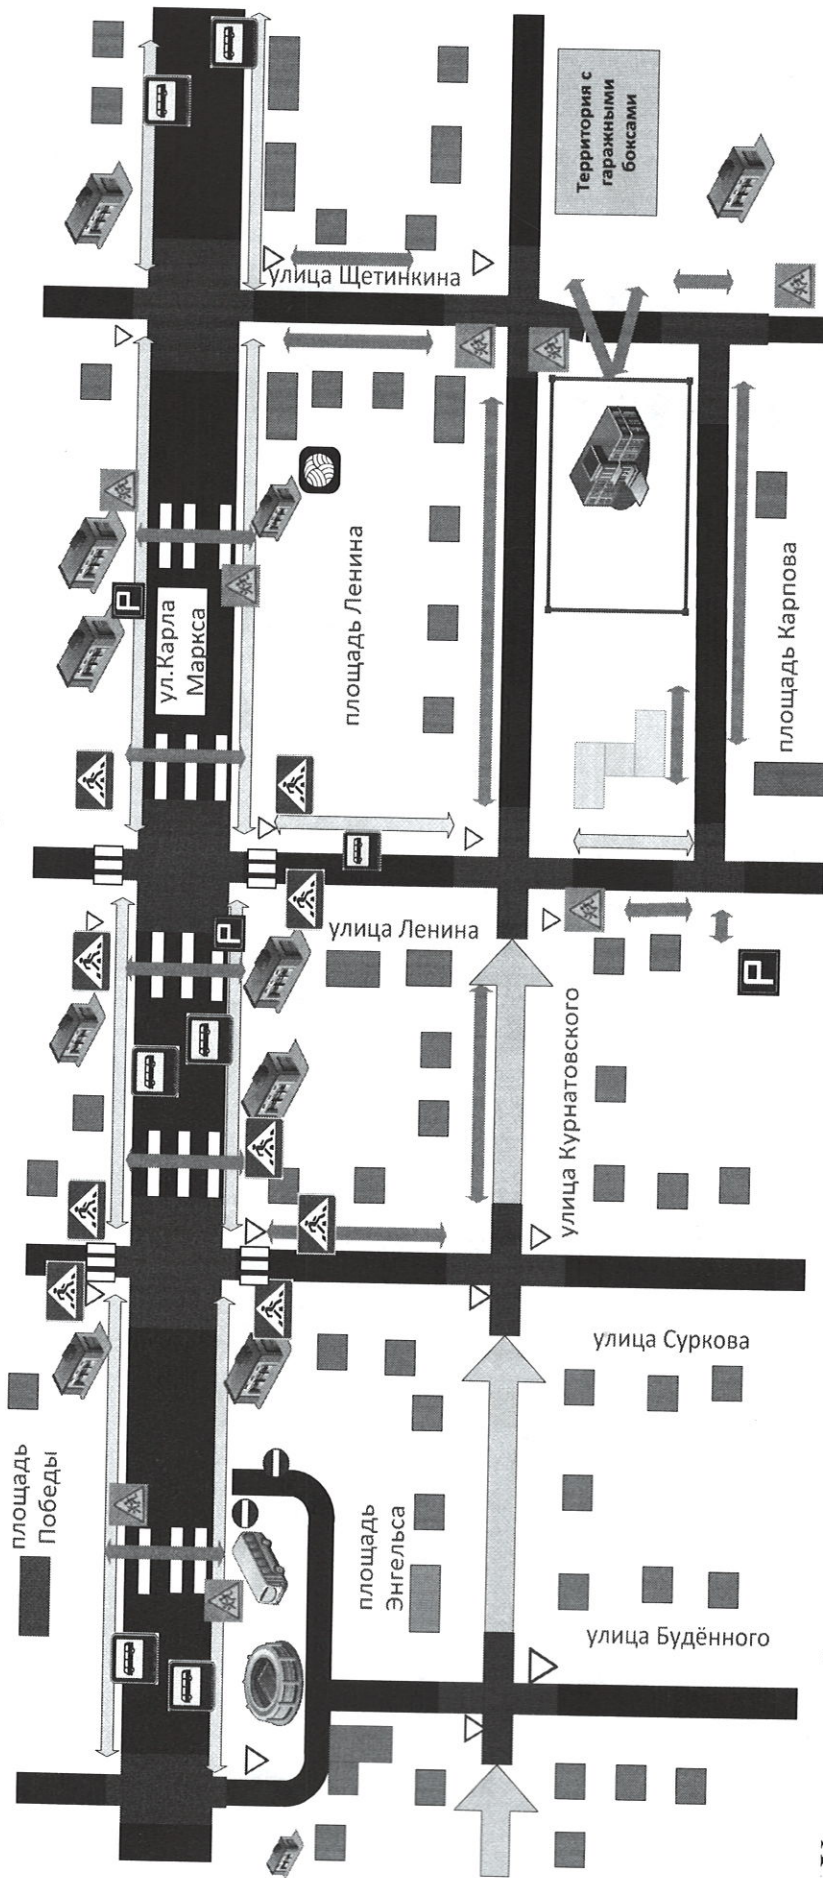 площадь
Победы
площадь
Энгельса
улица Будённого
улица Суркова
улица Курнатовского
улица Ленина
P
P
ул.Карла
Маркса
P
площадь Ленина
площадь Карпова
улица Щетинкина
Территория с
гаражными
боксами